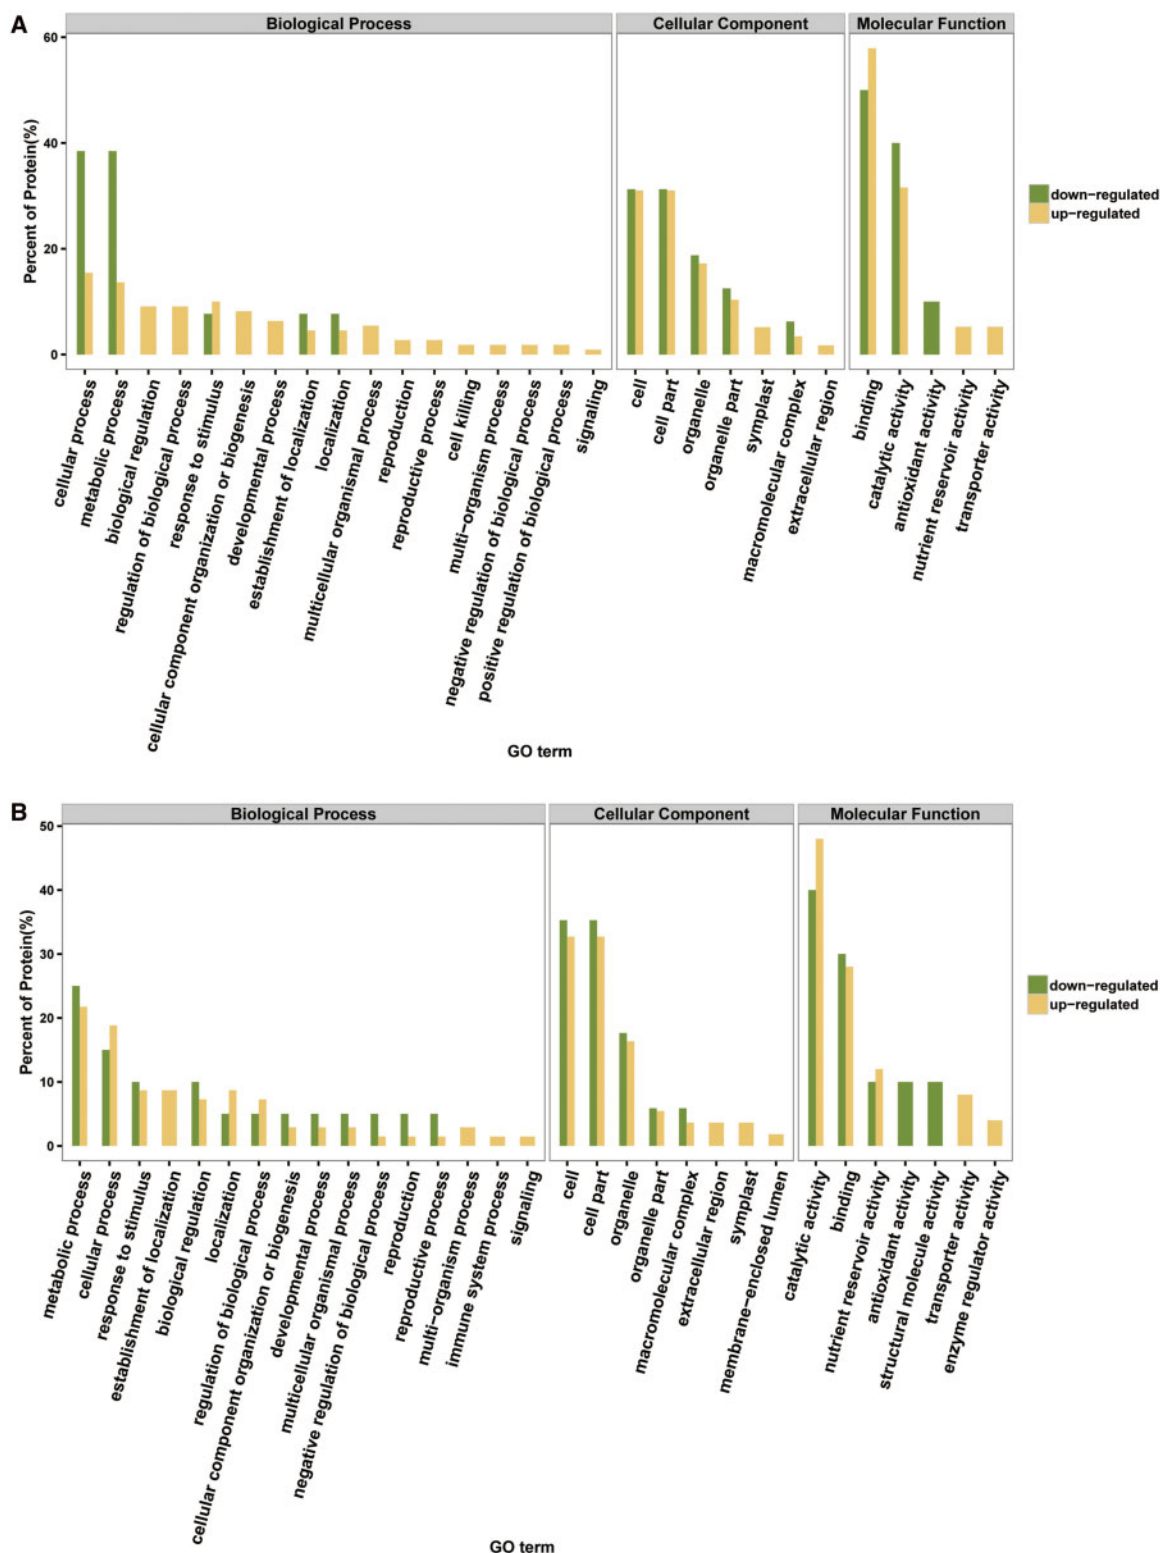 A
Biological Process
Cellular Component
Molecular Function
60
40
20
0
Percent of Protein(%)
down−regulated
up−regulated
cellular process
metabolic process
biological regulation
regulation of biological process
response to stimulus
cellular component organization or biogenesis
developmental process
establishment of localization
localization
multicellular organismal process
reproduction
reproductive process
cell killing
multi−organism process
negative regulation of biological process
positive regulation of biological process
signaling
cell
cell part
organelle
organelle part
symplast
macromolecular complex
extracellular region
binding
catalytic activity
antioxidant activity
nutrient reservoir activity
transporter activity
GO term
B
Biological Process
Cellular Component
Molecular Function
50
40
30
20
10
0
Percent of Protein(%)
down−regulated
up−regulated
metabolic process
cellular process
response to stimulus
establishment of localization
biological regulation
localization
regulation of biological process
cellular component organization or biogenesis
developmental process
multicellular organismal process
negative regulation of biological process
reproduction
reproductive process
multi−organism process
immune system process
signaling
cell
cell part
organelle
organelle part
macromolecular complex
extracellular region
symplast
membrane−enclosed lumen
catalytic activity
binding
nutrient reservoir activity
antioxidant activity
structural molecule activity
transporter activity
enzyme regulator activity
GO term